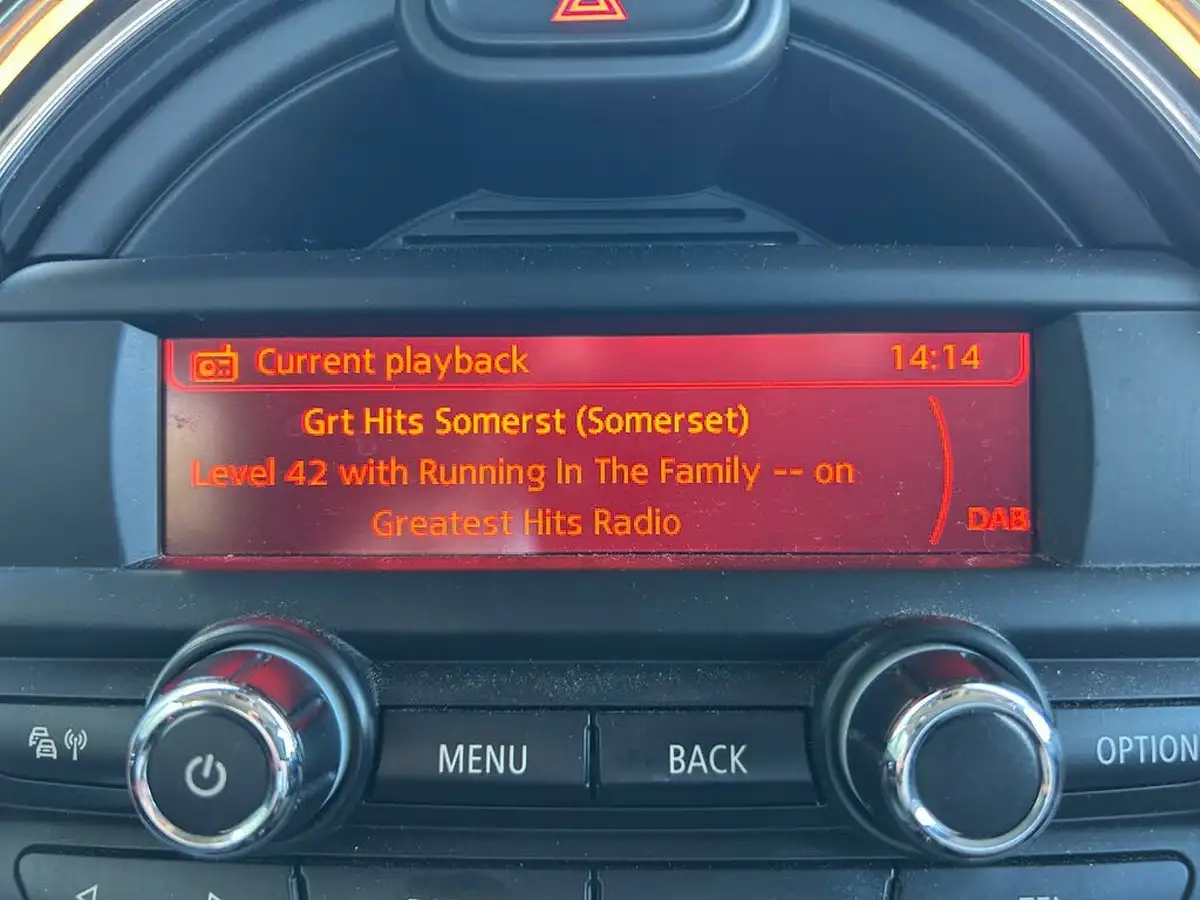 Current playback 14:14
Grt Hits Somerst (Somerset)
Level 42 with Running In The Family -- on
Greatest Hits Radio
DAB
MENU BACK OPTION